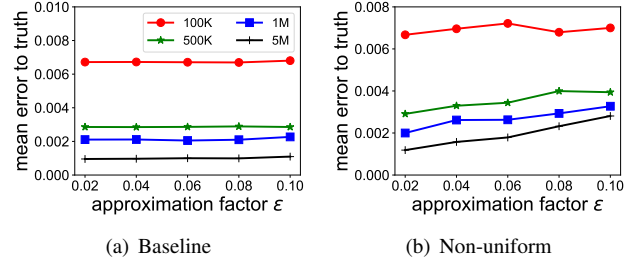 mean error to truth
0.010
0.008
0.006
0.004
0.002
0.000
100K
500K
1M
5M
0.02 0.04 0.06 0.08 0.10
approximation factor ε
(a) Baseline
mean error to truth
0.008
0.006
0.004
0.002
0.000
0.02 0.04 0.06 0.08 0.10
approximation factor ε
(b) Non-uniform